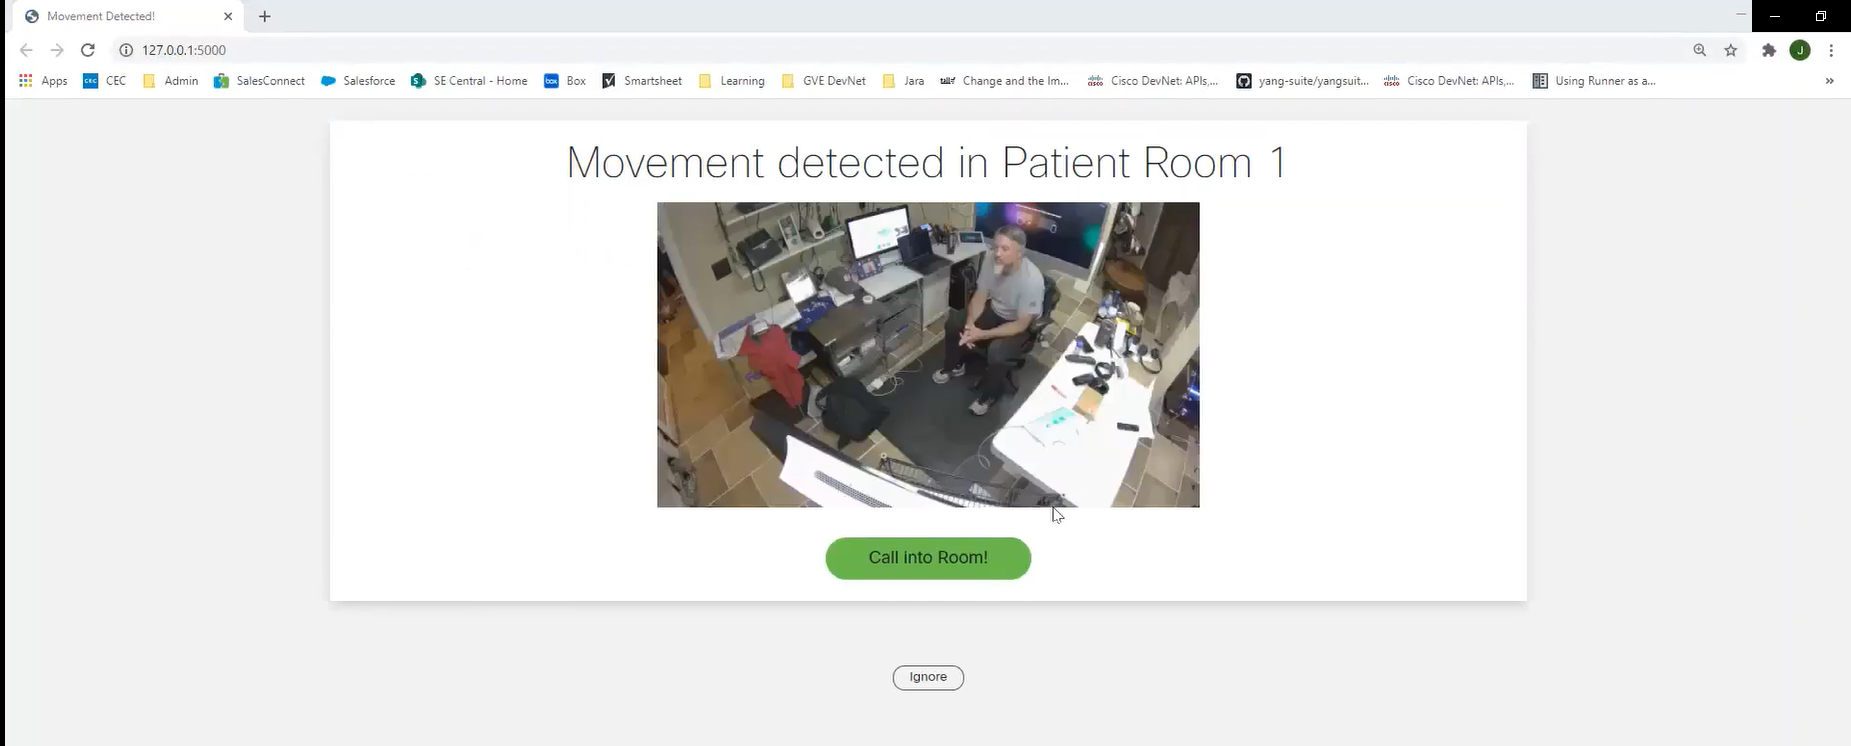 Movement Detected!
127.0.0.1:5000
J
Apps CEC CEC Admin SalesConnect Salesforce S SE Central - Home box Box Smartsheet Learning GVE DevNet Jara Change and the Im... Cisco DevNet: APIs,... yang-suite/yangsuit... Cisco DevNet: APIs,... Using Runner as a... »
Movement detected in Patient Room 1
Call into Room!
Ignore